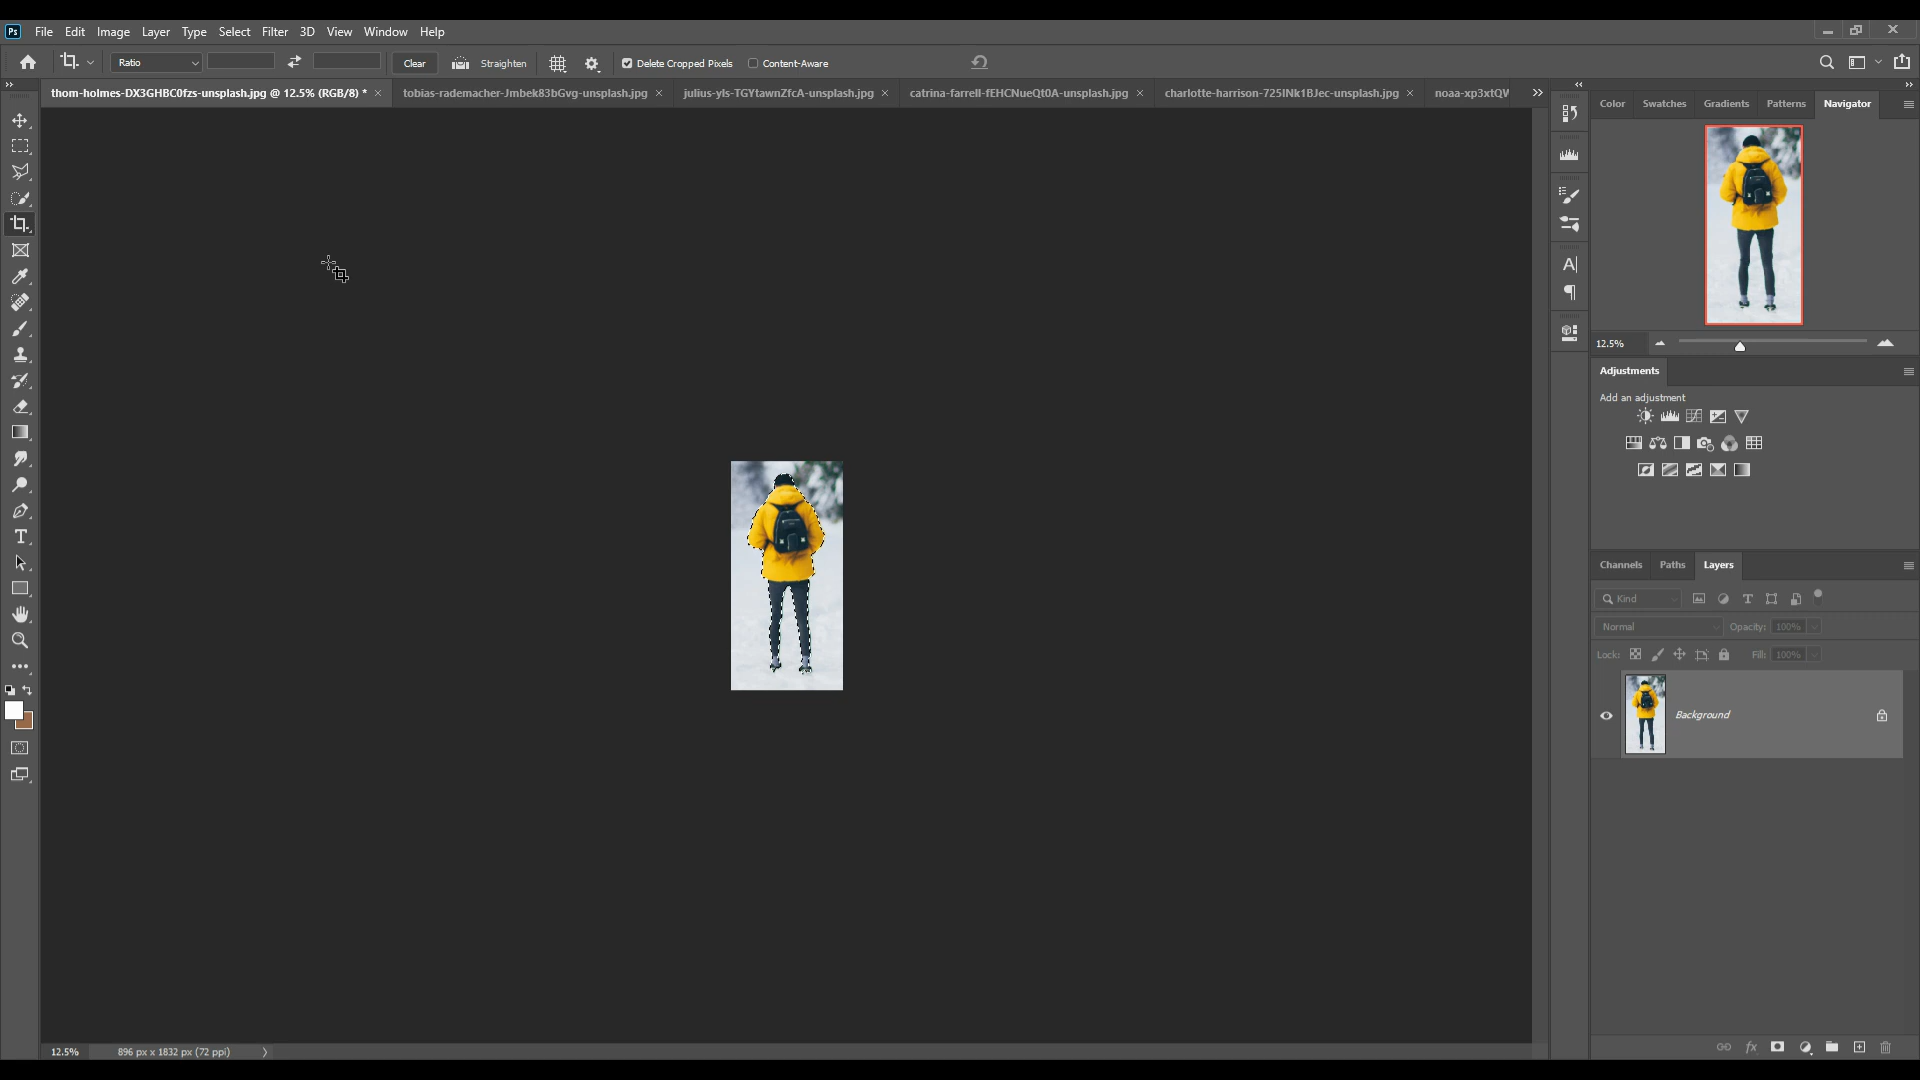 Ps File Edit Image Layer Type Select Filter 3D View Window Help
Ratio Clear Straighten Delete Cropped Pixels Content-Aware
thom-holmes-DX3GHBC0fzs-unsplash.jpg @ 12.5% (RGB/8) * × tobias-rademacher-Jmbek83bGvg-unsplash.jpg × julius-yls-TGYtawnZfcA-unsplash.jpg × catrina-farrell-fEHCNueQt0A-unsplash.jpg × charlotte-harrison-725lNk1BJec-unsplash.jpg × noaa-xp3xtQV
Color Swatches Gradients Patterns Navigator
12.5%
Adjustments
Add an adjustment
Channels Paths Layers
Kind
Normal Opacity: 100%
Lock: Fill: 100%
Background
12.5% 896 px x 1832 px (72 ppi)